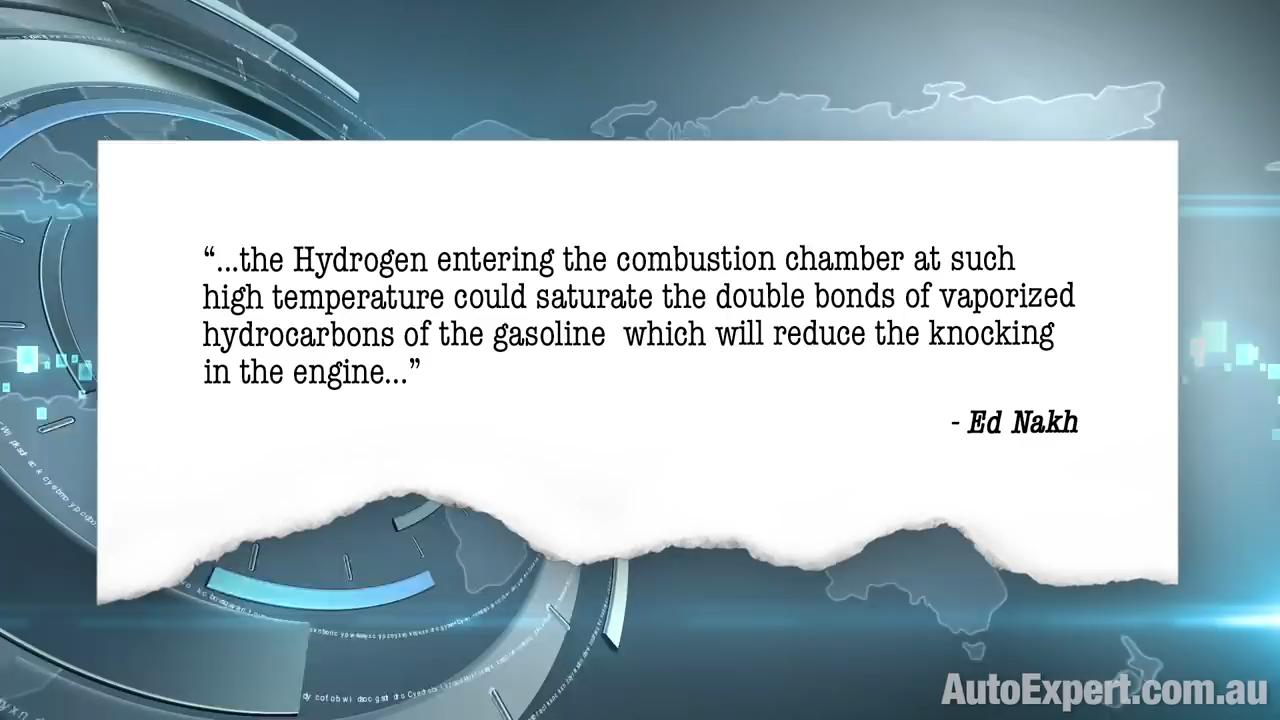 “...the Hydrogen entering the combustion chamber at such
high temperature could saturate the double bonds of vaporized
hydrocarbons of the gasoline  which will reduce the knocking
in the engine...”
- Ed Nakh
AutoExpert.com.au